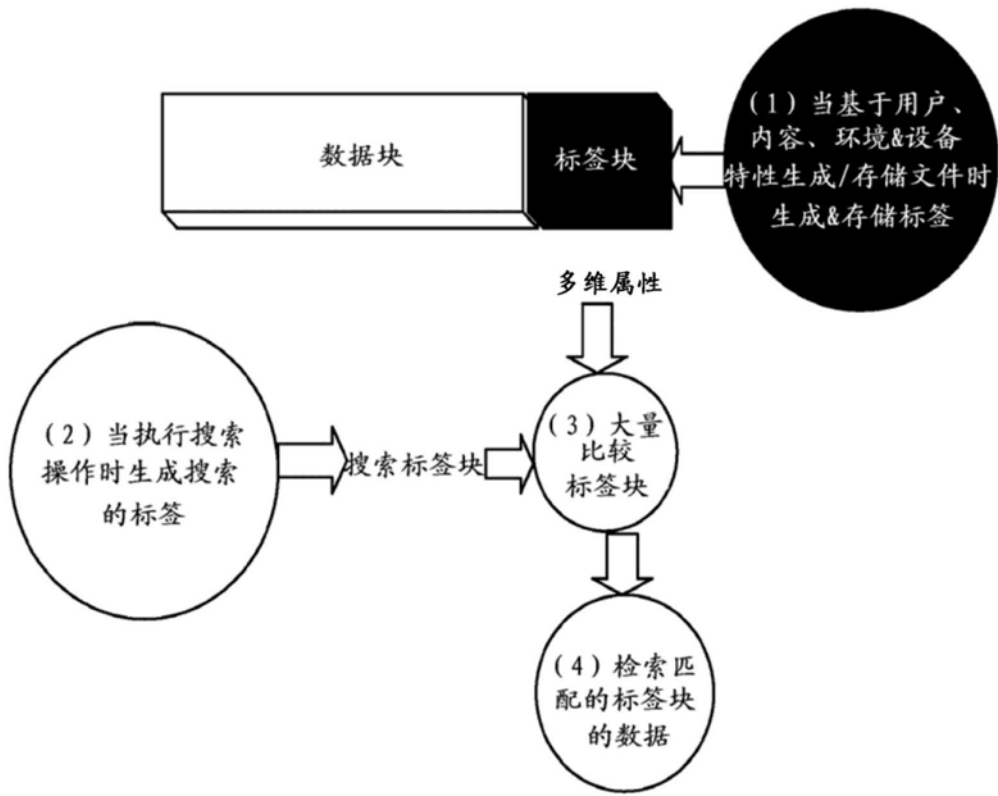 数据块
标签块
（1）当基于用户、
内容、环境&设备
特性生成/存储文件时
生成&存储标签
多维属性
（2）当执行搜索
操作时生成搜索
的标签
搜索标签块
（3）大量
比较
标签块
（4）检索匹
配的标签块
的数据